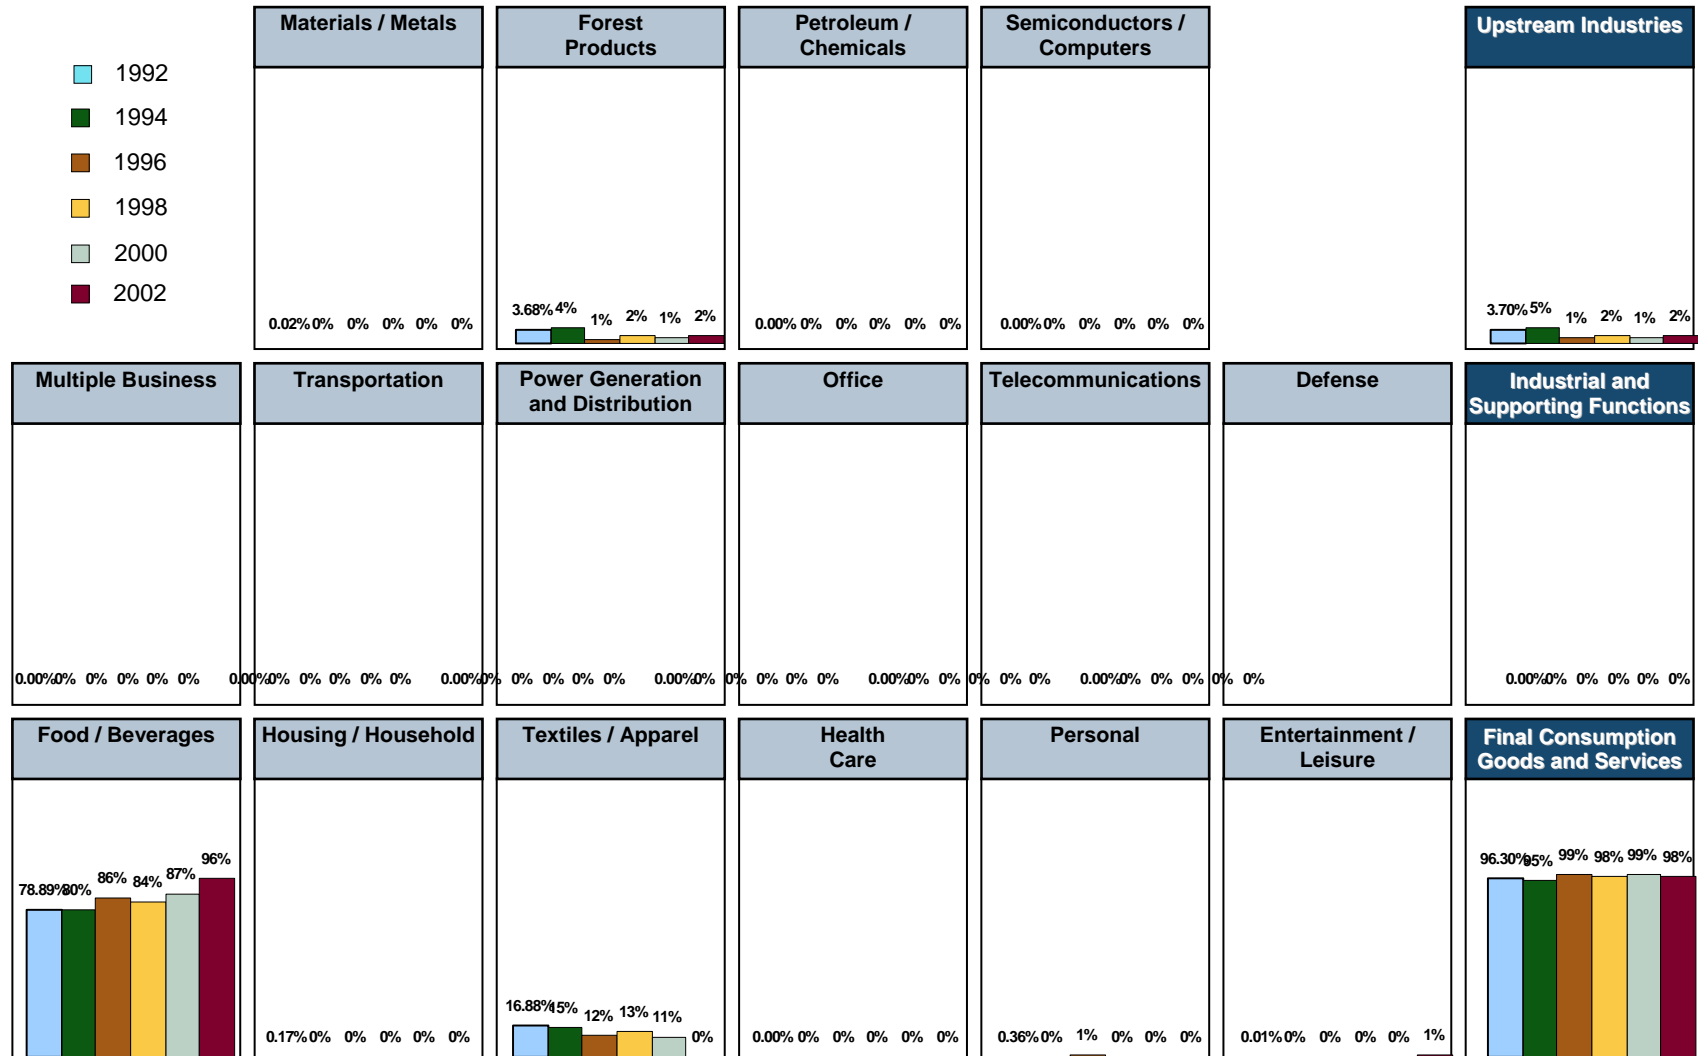 Materials / Metals
Forest
Products
Petroleum /
Chemicals
Semiconductors /
Computers
Upstream Industries
1992
1994
1996
1998
2000
2002
0.02% 0% 0% 0% 0% 0%
3.68% 4% 1% 2% 1% 2%
0.00% 0% 0% 0% 0% 0%
0.00% 0% 0% 0% 0% 0%
3.70% 5% 1% 2% 1% 2%
Multiple Business
Transportation
Power Generation
and Distribution
Office
Telecommunications
Defense
Industrial and
Supporting Functions
0.00% 0% 0% 0% 0% 0%
0.00% 0% 0% 0% 0% 0%
0.00% 0% 0% 0% 0% 0%
0.00% 0% 0% 0% 0% 0%
0.00% 0% 0% 0% 0% 0%
0.00% 0% 0% 0% 0% 0%
0.00% 0% 0% 0% 0% 0%
Food / Beverages
Housing / Household
Textiles / Apparel
Health
Care
Personal
Entertainment /
Leisure
Final Consumption
Goods and Services
78.89% 80% 86% 84% 87% 96%
0.17% 0% 0% 0% 0% 0%
16.88% 15% 12% 13% 11% 0%
0.00% 0% 0% 0% 0% 0%
0.36% 0% 1% 0% 0% 0%
0.01% 0% 0% 0% 0% 1%
96.30% 95% 99% 98% 99% 98%